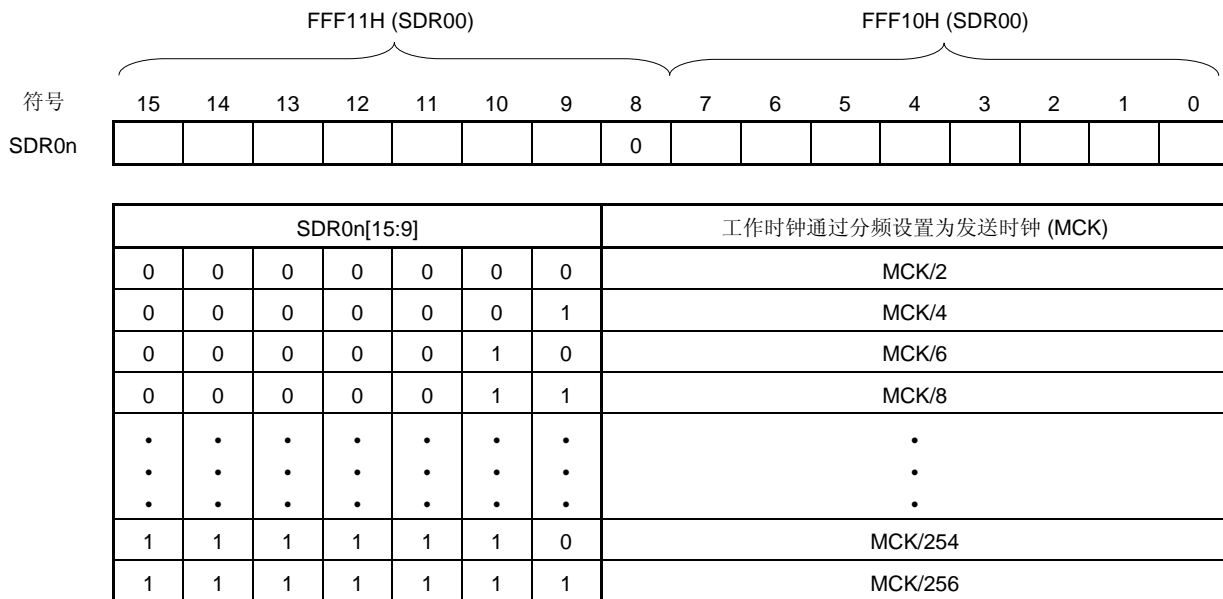 FFF11H (SDR00) FFF10H (SDR00)
符号 15 14 13 12 11 10 9 8 7 6 5 4 3 2 1 0
SDR0n 0
SDR0n[15:9] 工作时钟通过分频设置为发送时钟 (MCK)
0 0 0 0 0 0 0 MCK/2
0 0 0 0 0 0 1 MCK/4
0 0 0 0 0 1 0 MCK/6
0 0 0 0 0 1 1 MCK/8
• • • • • • • •
• • • • • • • •
• • • • • • • •
1 1 1 1 1 1 0 MCK/254
1 1 1 1 1 1 1 MCK/256